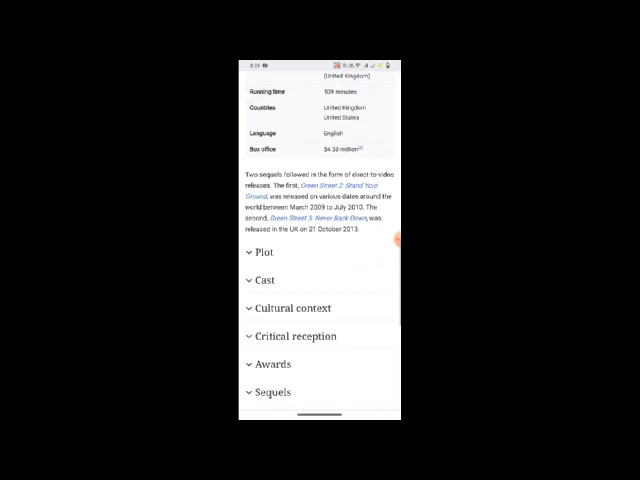 8:28
(United Kingdom)
Running time 109 minutes
Countries United Kingdom
United States
Language English
Box office $4.33 million
Two sequels followed in the form of direct-to-video
releases. The first, Green Street 2: Stand Your
Ground, was released on various dates around the
world between March 2009 to July 2010. The
second, Green Street 3: Never Back Down, was
released in the UK on 21 October 2013.
Plot
Cast
Cultural context
Critical reception
Awards
Sequels